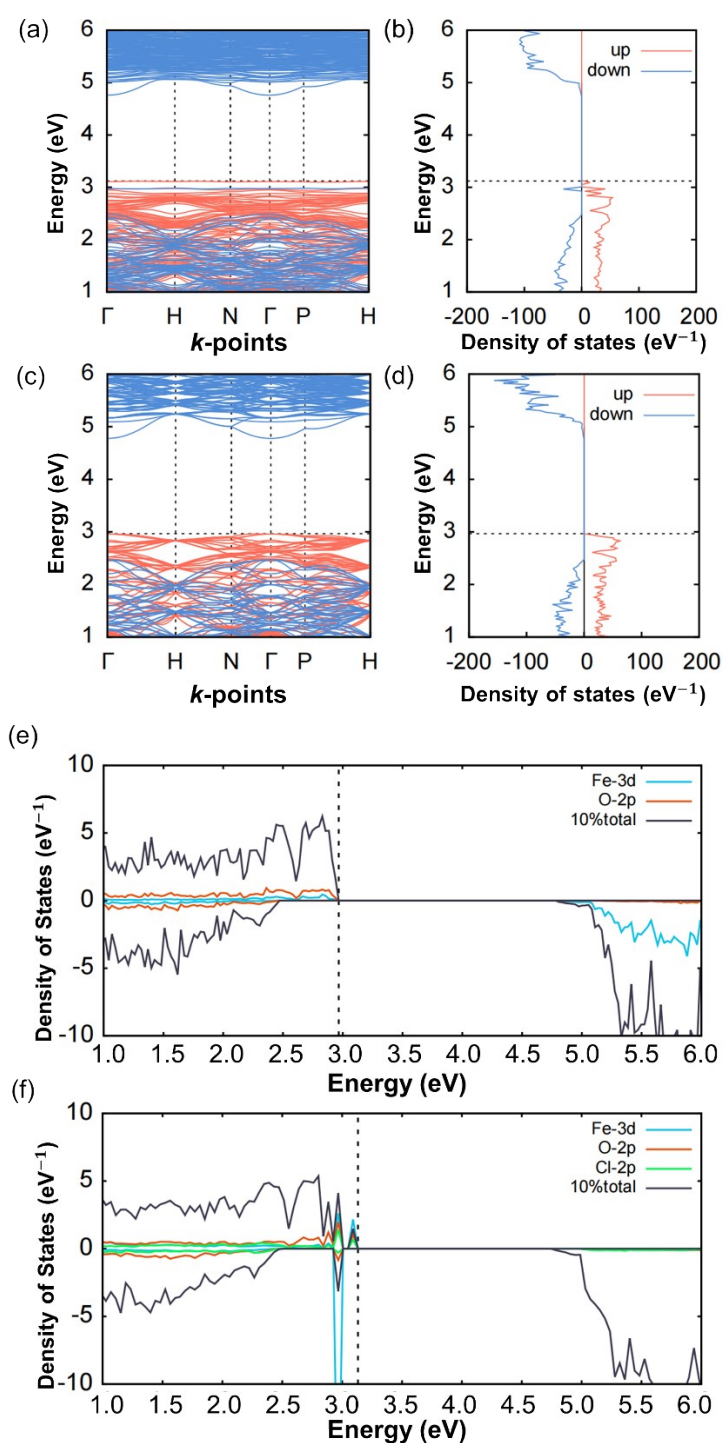 (a)
6
5
4
3
2
1
Energy (eV)
Γ H N Γ P H
k-points
(b)
6
5
4
3
2
1
Energy (eV)
up
down
-200 -100 0 100 200
Density of states (eV⁻¹)
(c)
6
5
4
3
2
1
Energy (eV)
Γ H N Γ P H
k-points
(d)
6
5
4
3
2
1
Energy (eV)
up
down
-200 -100 0 100 200
Density of states (eV⁻¹)
(e)
10
5
0
-5
-10
Density of States (eV⁻¹)
Fe-3d
O-2p
10%total
1.0 1.5 2.0 2.5 3.0 3.5 4.0 4.5 5.0 5.5 6.0
Energy (eV)
(f)
10
5
0
-5
-10
Density of States (eV⁻¹)
Fe-3d
O-2p
Cl-2p
10%total
1.0 1.5 2.0 2.5 3.0 3.5 4.0 4.5 5.0 5.5 6.0
Energy (eV)